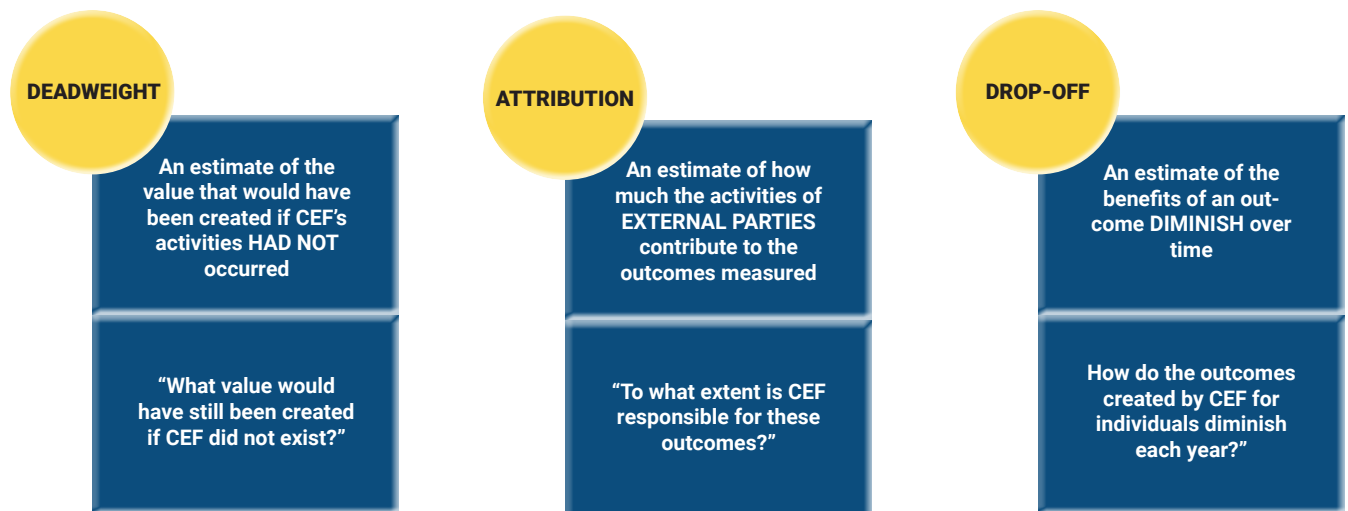 DEADWEIGHT
An estimate of the
value that would have
been created if CEF’s
activities HAD NOT
occurred
“What value would
have still been created
if CEF did not exist?”
ATTRIBUTION
An estimate of how
much the activities of
EXTERNAL PARTIES
contribute to the
outcomes measured
“To what extent is CEF
responsible for these
outcomes?”
DROP-OFF
An estimate of the
benefits of an out-
come DIMINISH over
time
How do the outcomes
created by CEF for
individuals diminish
each year?”